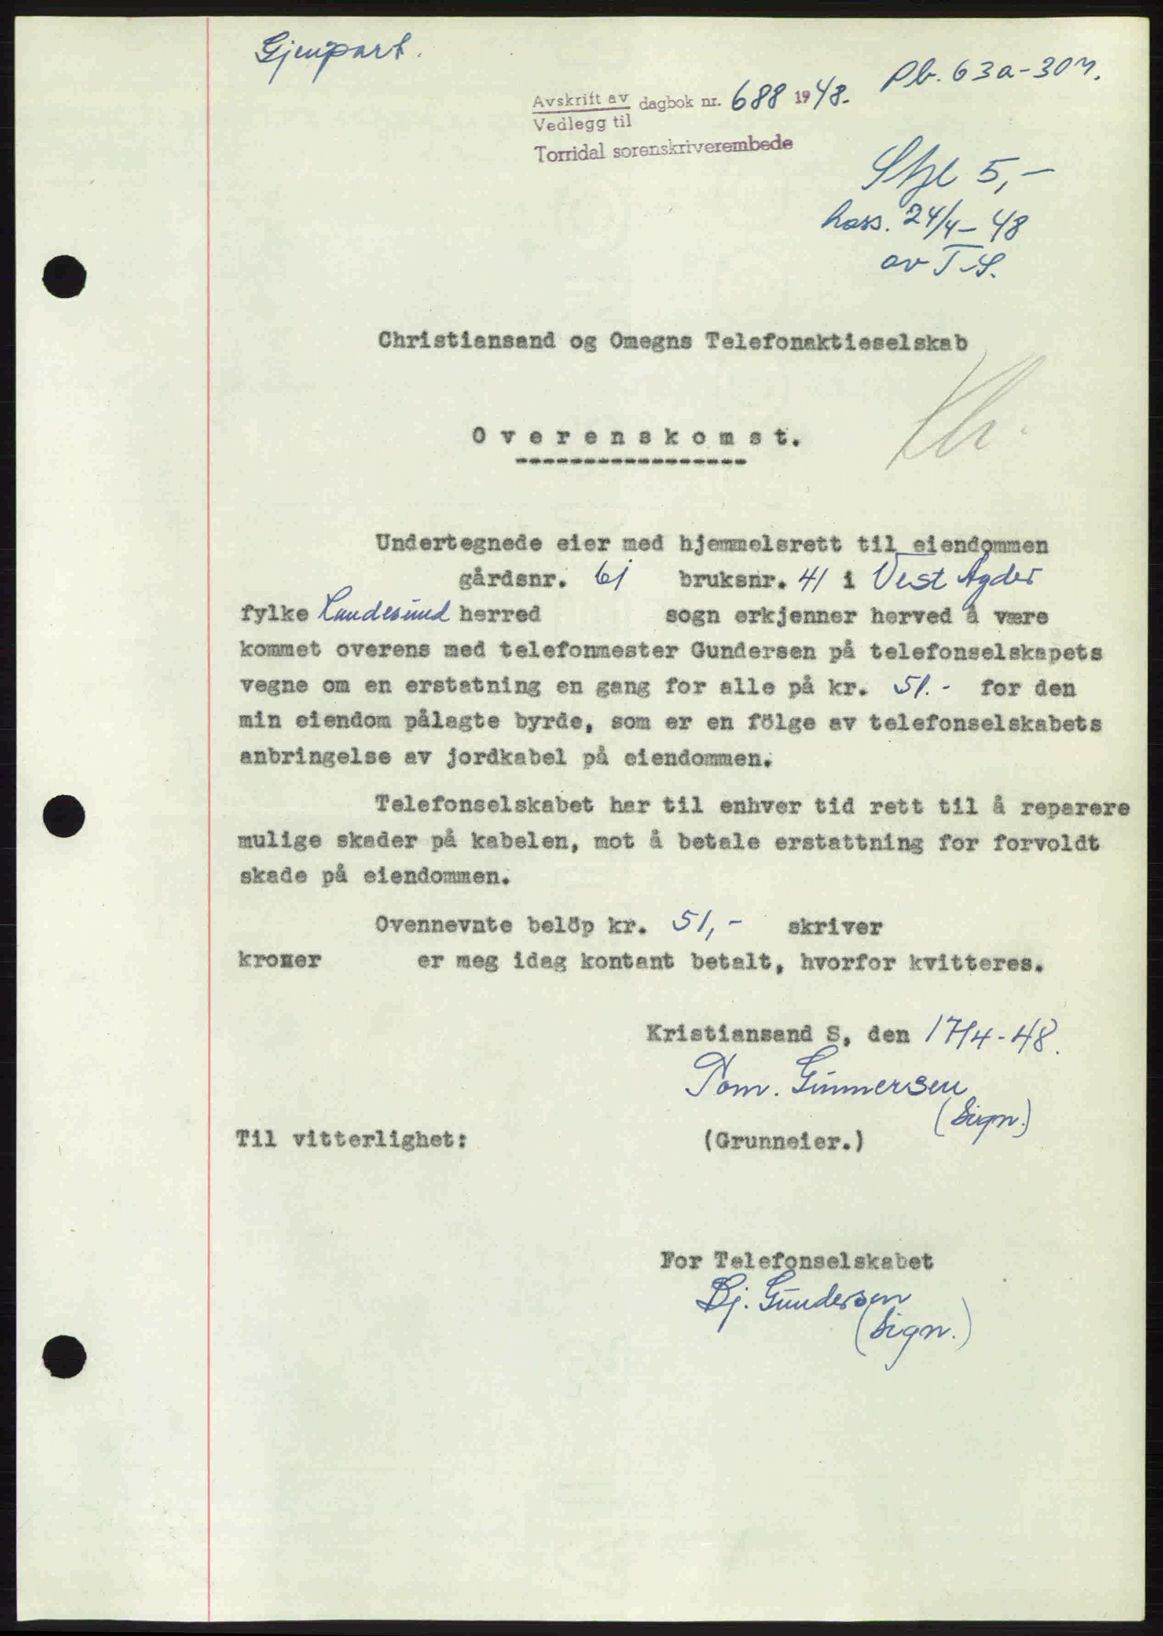 Gjenpart.
Pb. 63a-307.
Avskrift av dagbok nr. 688 1948.
Vedlegg til
Torridal sorenskriverembede
Stpl 5,-
kass. 24/4-48
av T.S.
Christiansand og Omegns Telefonaktieselskab
Overenskomst.
Undertegnede eier med hjemmelsrett til eiendommen
gårdsnr. 61 bruksnr. 41 i Vest Agder
fylke Randesund herred sogn erkjenner herved å være
kommet overens med telefonmester Gundersen på telefonselskapets
vegne om en erstatning en gang for alle på kr. 51.- for den
min eiendom pålagte byrde, som er en fölge av telefonselskabets
anbringelse av jordkabel på eiendommen.
Telefonselskabet har til enhver tid rett til å reparere
mulige skader på kabelen, mot å betale erstattning for forvoldt
skade på eiendommen.
Ovennevnte belöp kr. 51,- skriver
kroner er meg idag kontant betalt, hvorfor kvitteres.
Kristiansand S, den 17/4-48.
Tom. Gunnersen
(Sign.)
Til vitterlighet: (Grunneier.)
For Telefonselskabet
Bj. Gundersen
(Sign.)